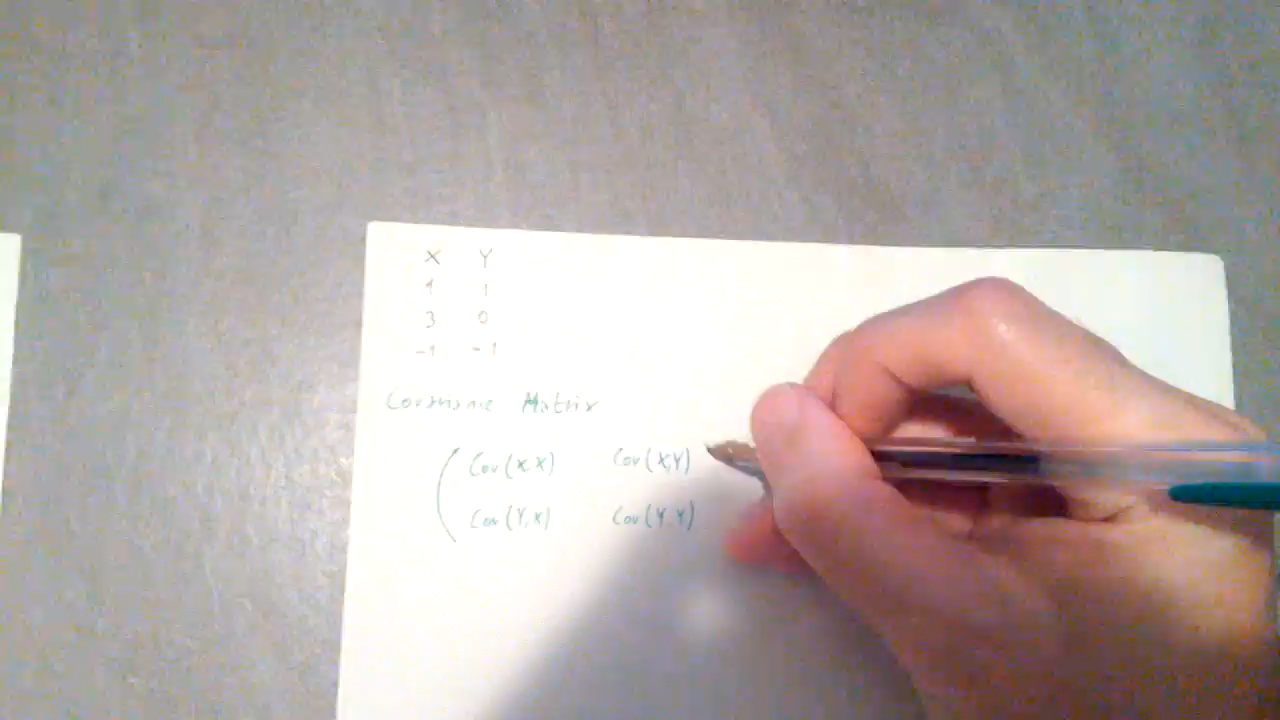 X Y
1 1
3 0
-1 -1
Covariance Matrix
( Cov(X,X) Cov(X,Y)
Cov(Y,X) Cov(Y,Y)